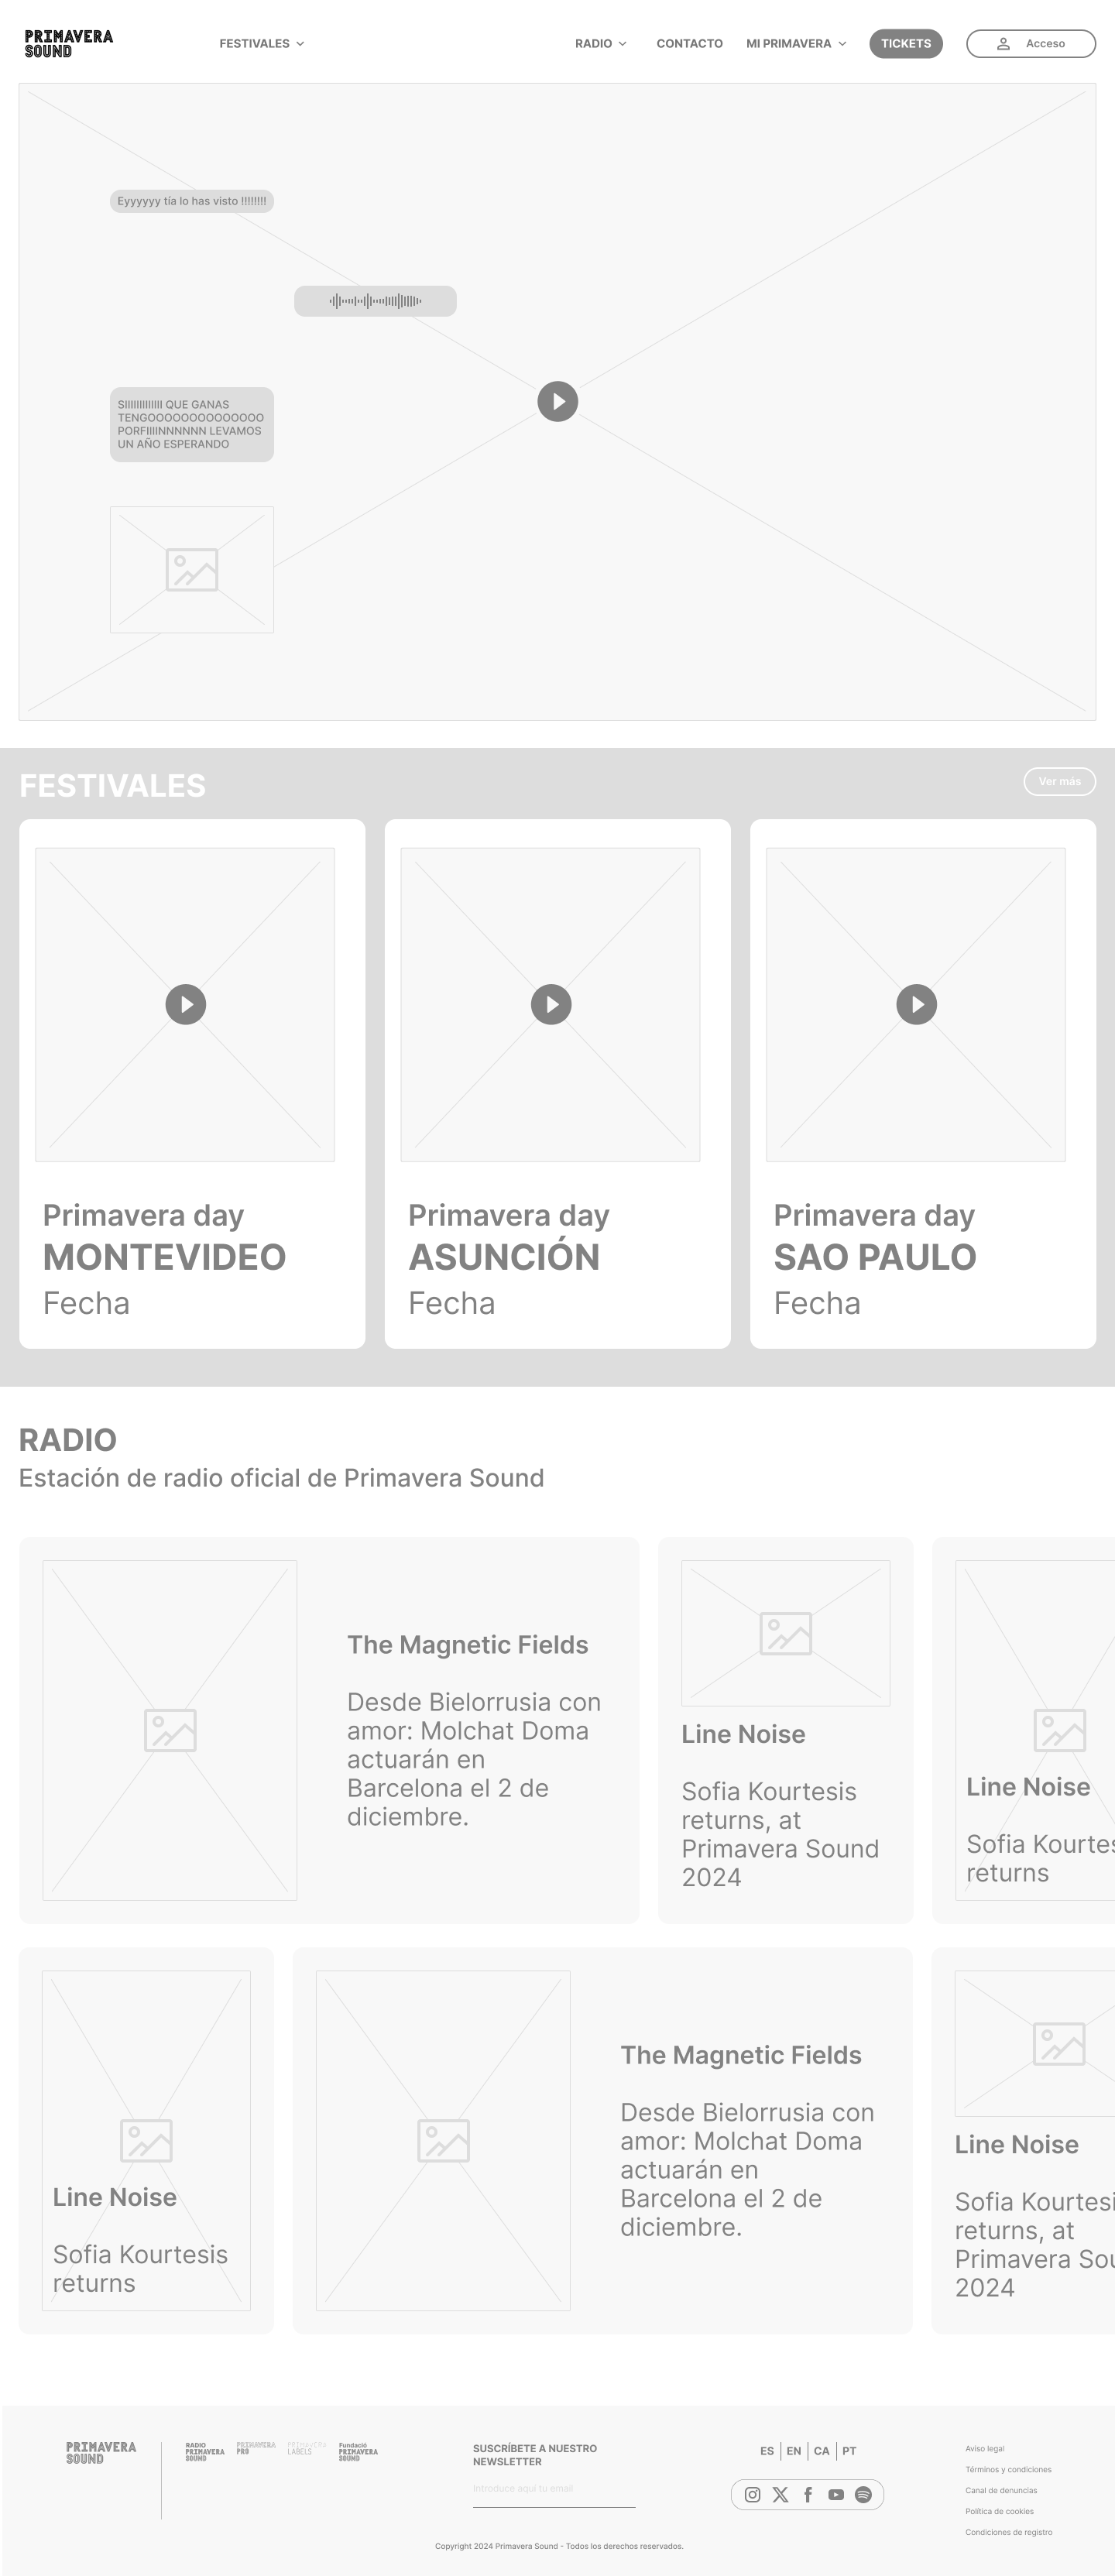 PRIMAVERA
SOUND
FESTIVALES
RADIO
CONTACTO
MI PRIMAVERA
TICKETS
Acceso
Eyyyyyy tía lo has visto !!!!!!!!
SIIIIIIIIIIII QUE GANAS
TENGOOOOOOOOOOOOOO
PORFIIIINNNNNN LEVAMOS
UN AÑO ESPERANDO
FESTIVALES
Ver más
Primavera day
MONTEVIDEO
Fecha
Primavera day
ASUNCIÓN
Fecha
Primavera day
SAO PAULO
Fecha
RADIO
Estación de radio oficial de Primavera Sound
The Magnetic Fields
Desde Bielorrusia con
amor: Molchat Doma
actuarán en
Barcelona el 2 de
diciembre.
Line Noise
Sofia Kourtesis
returns, at
Primavera Sound
2024
Line Noise
Sofia Kourtes
returns
Line Noise
Sofia Kourtesis
returns
The Magnetic Fields
Desde Bielorrusia con
amor: Molchat Doma
actuarán en
Barcelona el 2 de
diciembre.
Line Noise
Sofia Kourtesi
returns, at
Primavera Sou
2024
PRIMAVERA
SOUND
RADIO
PRIMAVERA
SOUND
PRIMAVERA
PRO
PRIMAVERA
LABELS
Fundació
PRIMAVERA
SOUND
SUSCRÍBETE A NUESTRO
NEWSLETTER
Introduce aquí tu email
ES
EN
CA
PT
Aviso legal
Términos y condiciones
Canal de denuncias
Política de cookies
Condiciones de registro
Copyright 2024 Primavera Sound - Todos los derechos reservados.